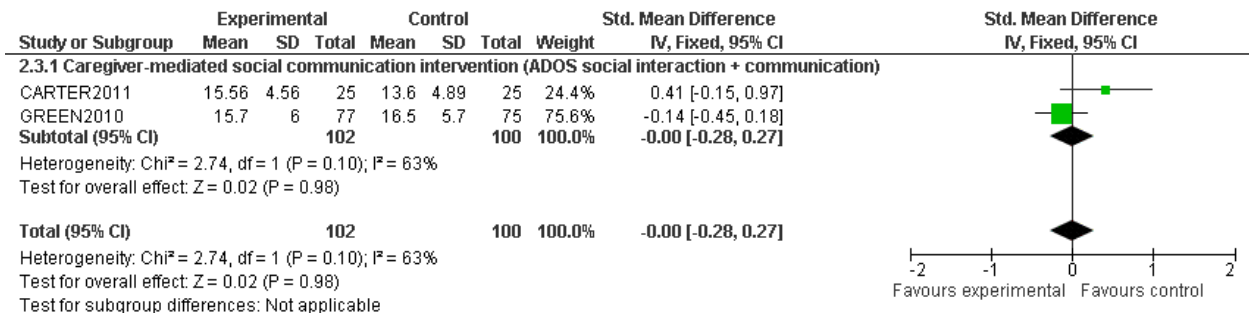 Experimental Control Std. Mean Difference Std. Mean Difference
Study or Subgroup Mean SD Total Mean SD Total Weight IV, Fixed, 95% CI IV, Fixed, 95% CI
2.3.1 Caregiver-mediated social communication intervention (ADOS social interaction + communication)
CARTER2011 15.56 4.56 25 13.6 4.89 25 24.4% 0.41 [-0.15, 0.97]
GREEN2010 15.7 6 77 16.5 5.7 75 75.6% -0.14 [-0.45, 0.18]
Subtotal (95% CI) 102 100 100.0% -0.00 [-0.28, 0.27]
Heterogeneity: Chi² = 2.74, df = 1 (P = 0.10); I² = 63%
Test for overall effect: Z = 0.02 (P = 0.98)
Total (95% CI) 102 100 100.0% -0.00 [-0.28, 0.27]
Heterogeneity: Chi² = 2.74, df = 1 (P = 0.10); I² = 63%
Test for overall effect: Z = 0.02 (P = 0.98)
Test for subgroup differences: Not applicable
-2 -1 0 1 2
Favours experimental Favours control